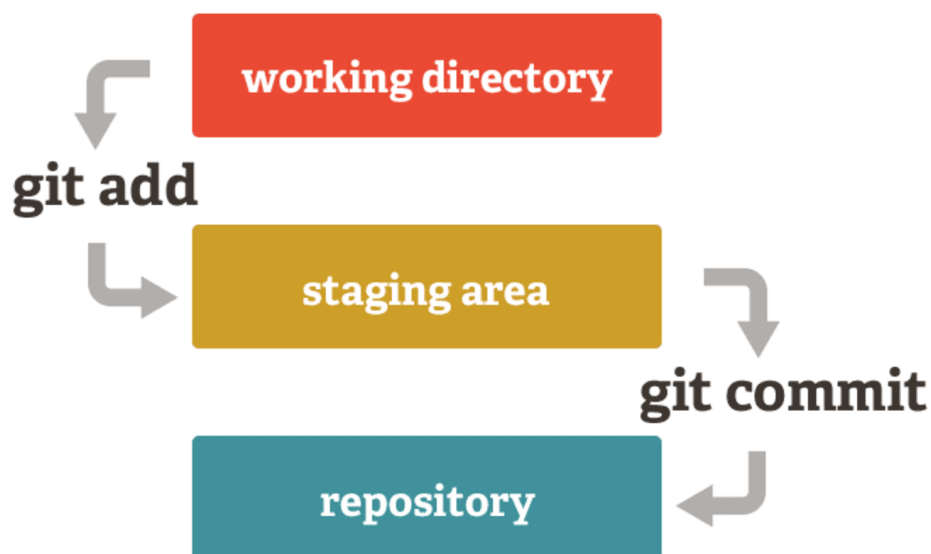 working directory
git add
staging area
git commit
repository